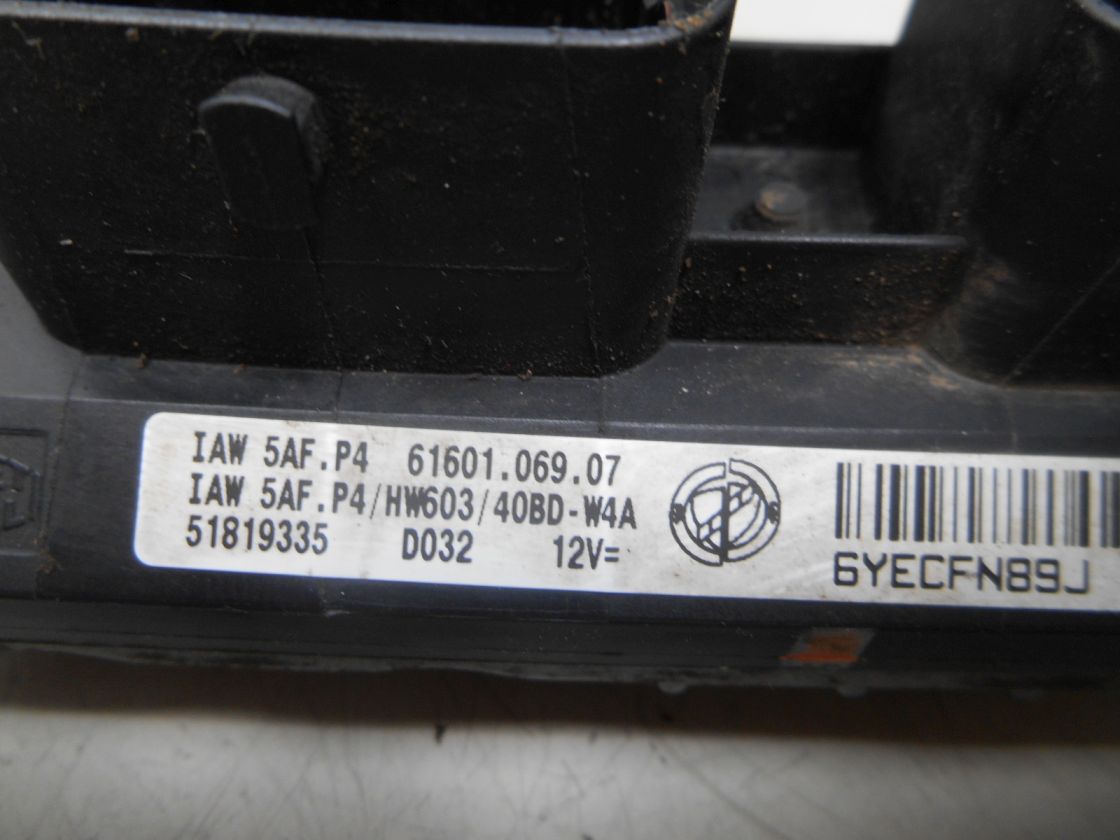 IAW 5AF.P4 61601.069.07
IAW 5AF.P4/HW603/40BD-W4A
51819335 D032 12V=
6YECFN89J